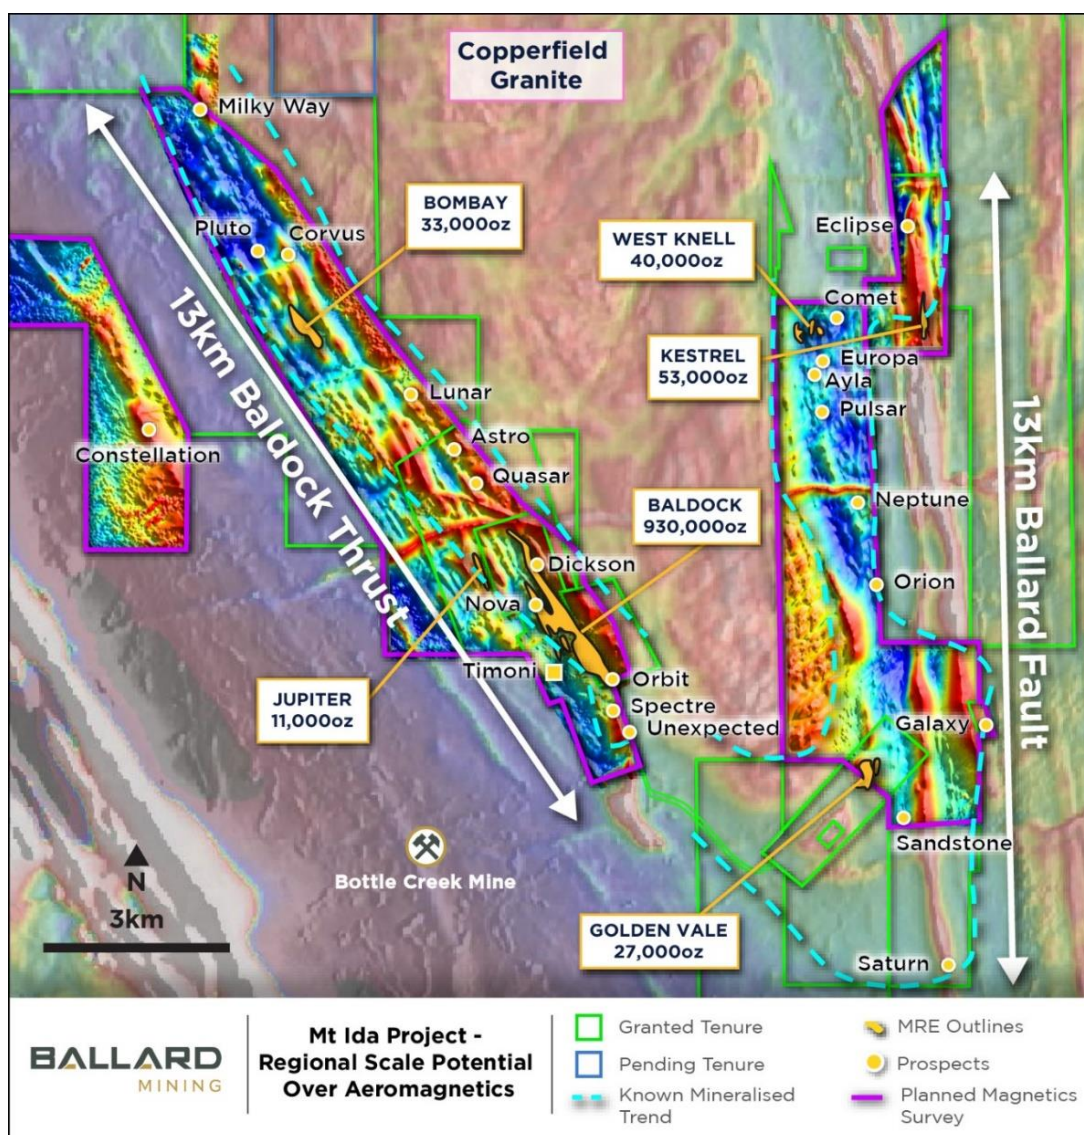 Copperfield
Granite
Milky Way
BOMBAY
33,000oz
Pluto
Corvus
WEST KNELL
40,000oz
Eclipse
Comet
KESTREL
53,000oz
Europa
Ayla
Pulsar
Lunar
Astro
Constellation
Quasar
13km Baldock Thrust
BALDOCK
930,000oz
Neptune
13km Ballard Fault
Dickson
Orion
Nova
Timoni
Orbit
JUPITER
11,000oz
Spectre
Unexpected
Galaxy
Sandstone
Bottle Creek Mine
N
3km
GOLDEN VALE
27,000oz
Saturn
BALLARD
MINING
Mt Ida Project -
Regional Scale Potential
Over Aeromagnetics
Granted Tenure
Pending Tenure
Known Mineralised
Trend
MRE Outlines
Prospects
Planned Magnetics
Survey